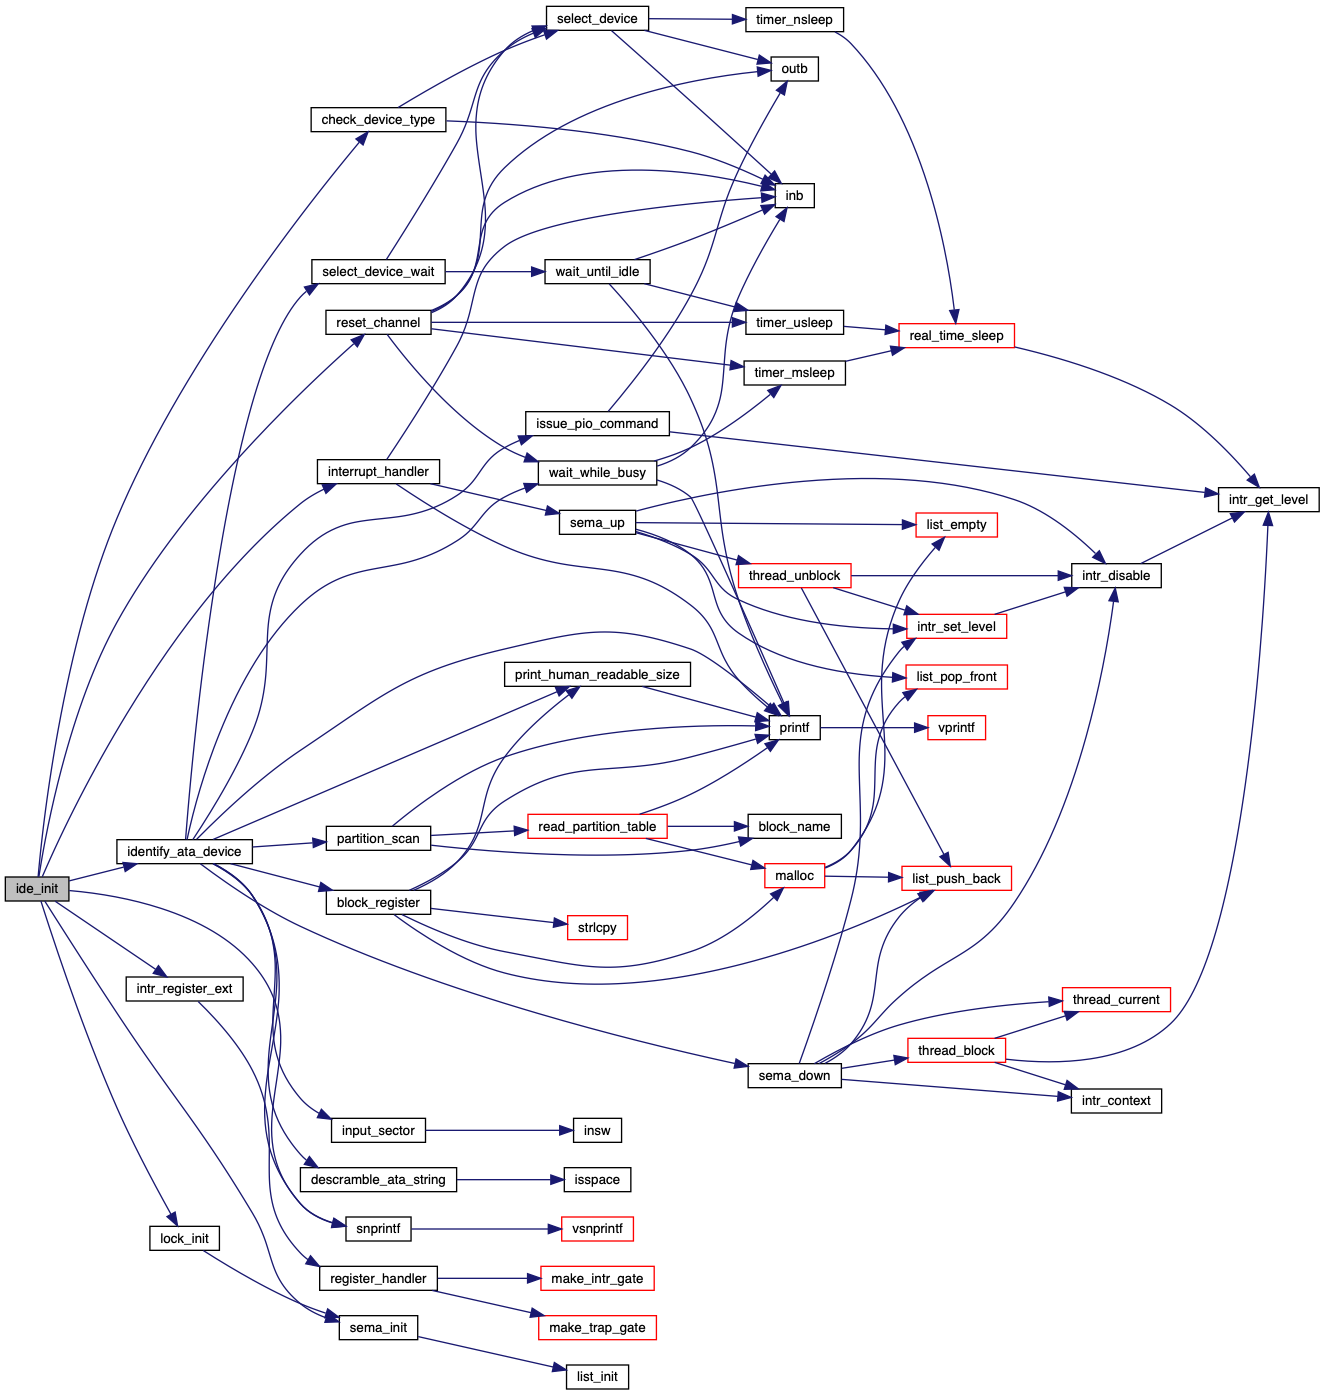 select_device
timer_nsleep
outb
check_device_type
inb
select_device_wait
wait_until_idle
reset_channel
timer_usleep
real_time_sleep
timer_msleep
issue_pio_command
interrupt_handler
wait_while_busy
intr_get_level
sema_up
list_empty
thread_unblock
intr_disable
intr_set_level
print_human_readable_size
list_pop_front
printf
vprintf
identify_ata_device
partition_scan
read_partition_table
block_name
ide_init
block_register
malloc
list_push_back
strlcpy
intr_register_ext
thread_current
thread_block
sema_down
intr_context
input_sector
insw
descramble_ata_string
isspace
lock_init
snprintf
vsnprintf
register_handler
make_intr_gate
sema_init
make_trap_gate
list_init